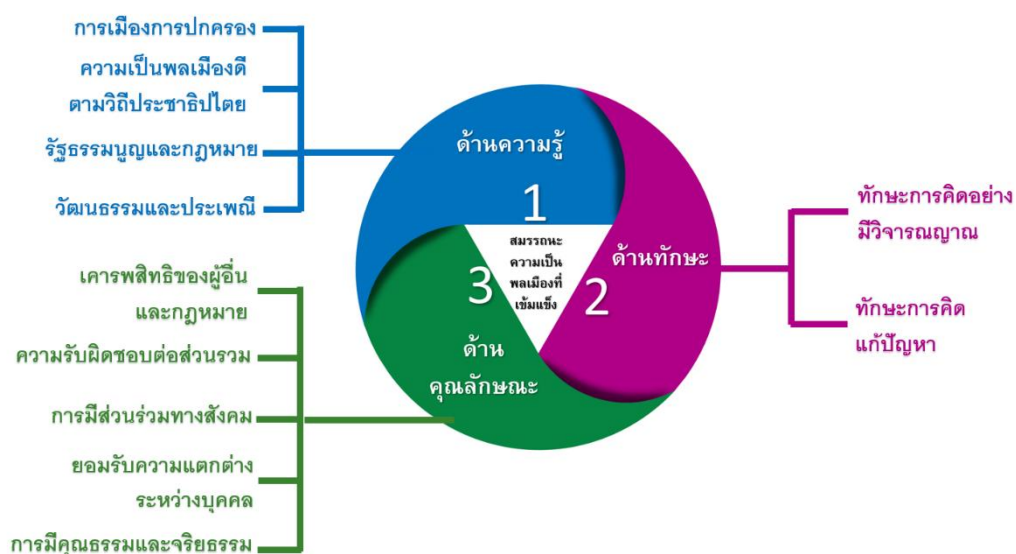 การเมืองการปกครอง
ความเป็นพลเมืองดี
ตามวิถีประชาธิปไตย
รัฐธรรมนูญและกฎหมาย
วัฒนธรรมและประเพณี
ด้านความรู้
1
สมรรถนะ
ความเป็น
พลเมืองที่
เข้มแข็ง
ด้านทักษะ
2
ทักษะการคิดอย่าง
มีวิจารณญาณ
ทักษะการคิด
แก้ปัญหา
3
ด้าน
คุณลักษณะ
เคารพสิทธิของผู้อื่น
และกฎหมาย
ความรับผิดชอบต่อส่วนรวม
การมีส่วนร่วมทางสังคม
ยอมรับความแตกต่าง
ระหว่างบุคคล
การมีคุณธรรมและจริยธรรม